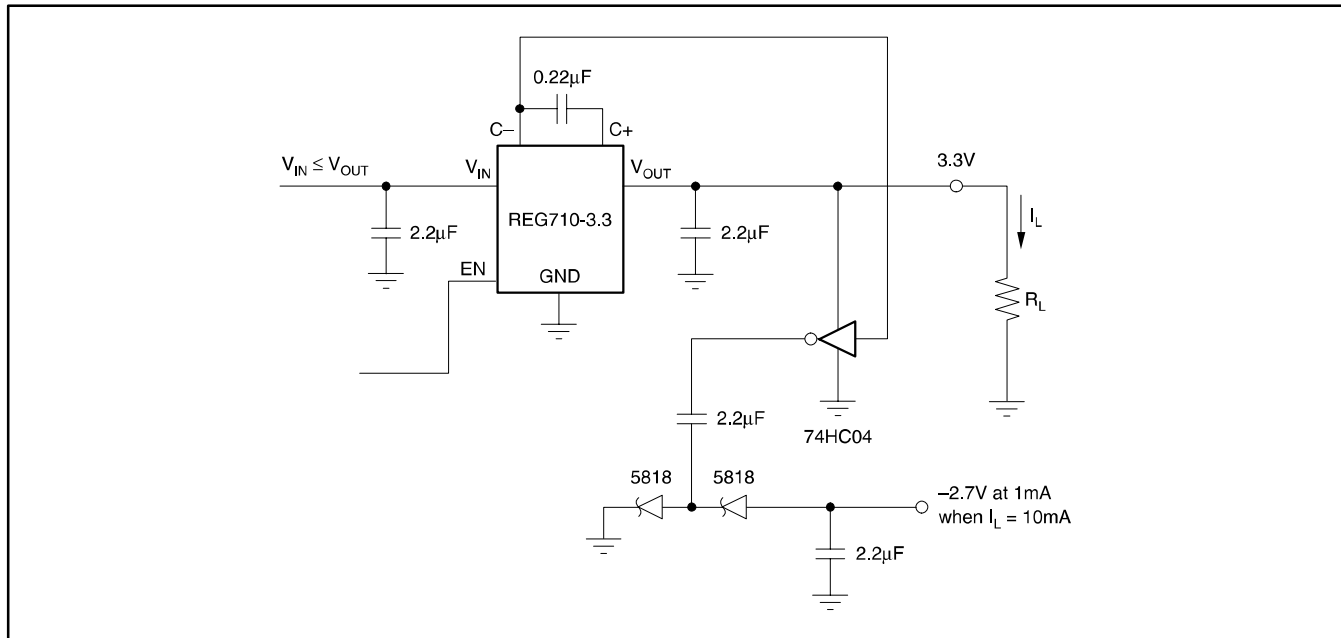 0.22µF
C– C+
V_IN ≤ V_OUT
V_IN V_OUT
3.3V
REG710-3.3
I_L
2.2µF
2.2µF
EN
GND
R_L
2.2µF
74HC04
5818 5818
–2.7V at 1mA
when I_L = 10mA
2.2µF